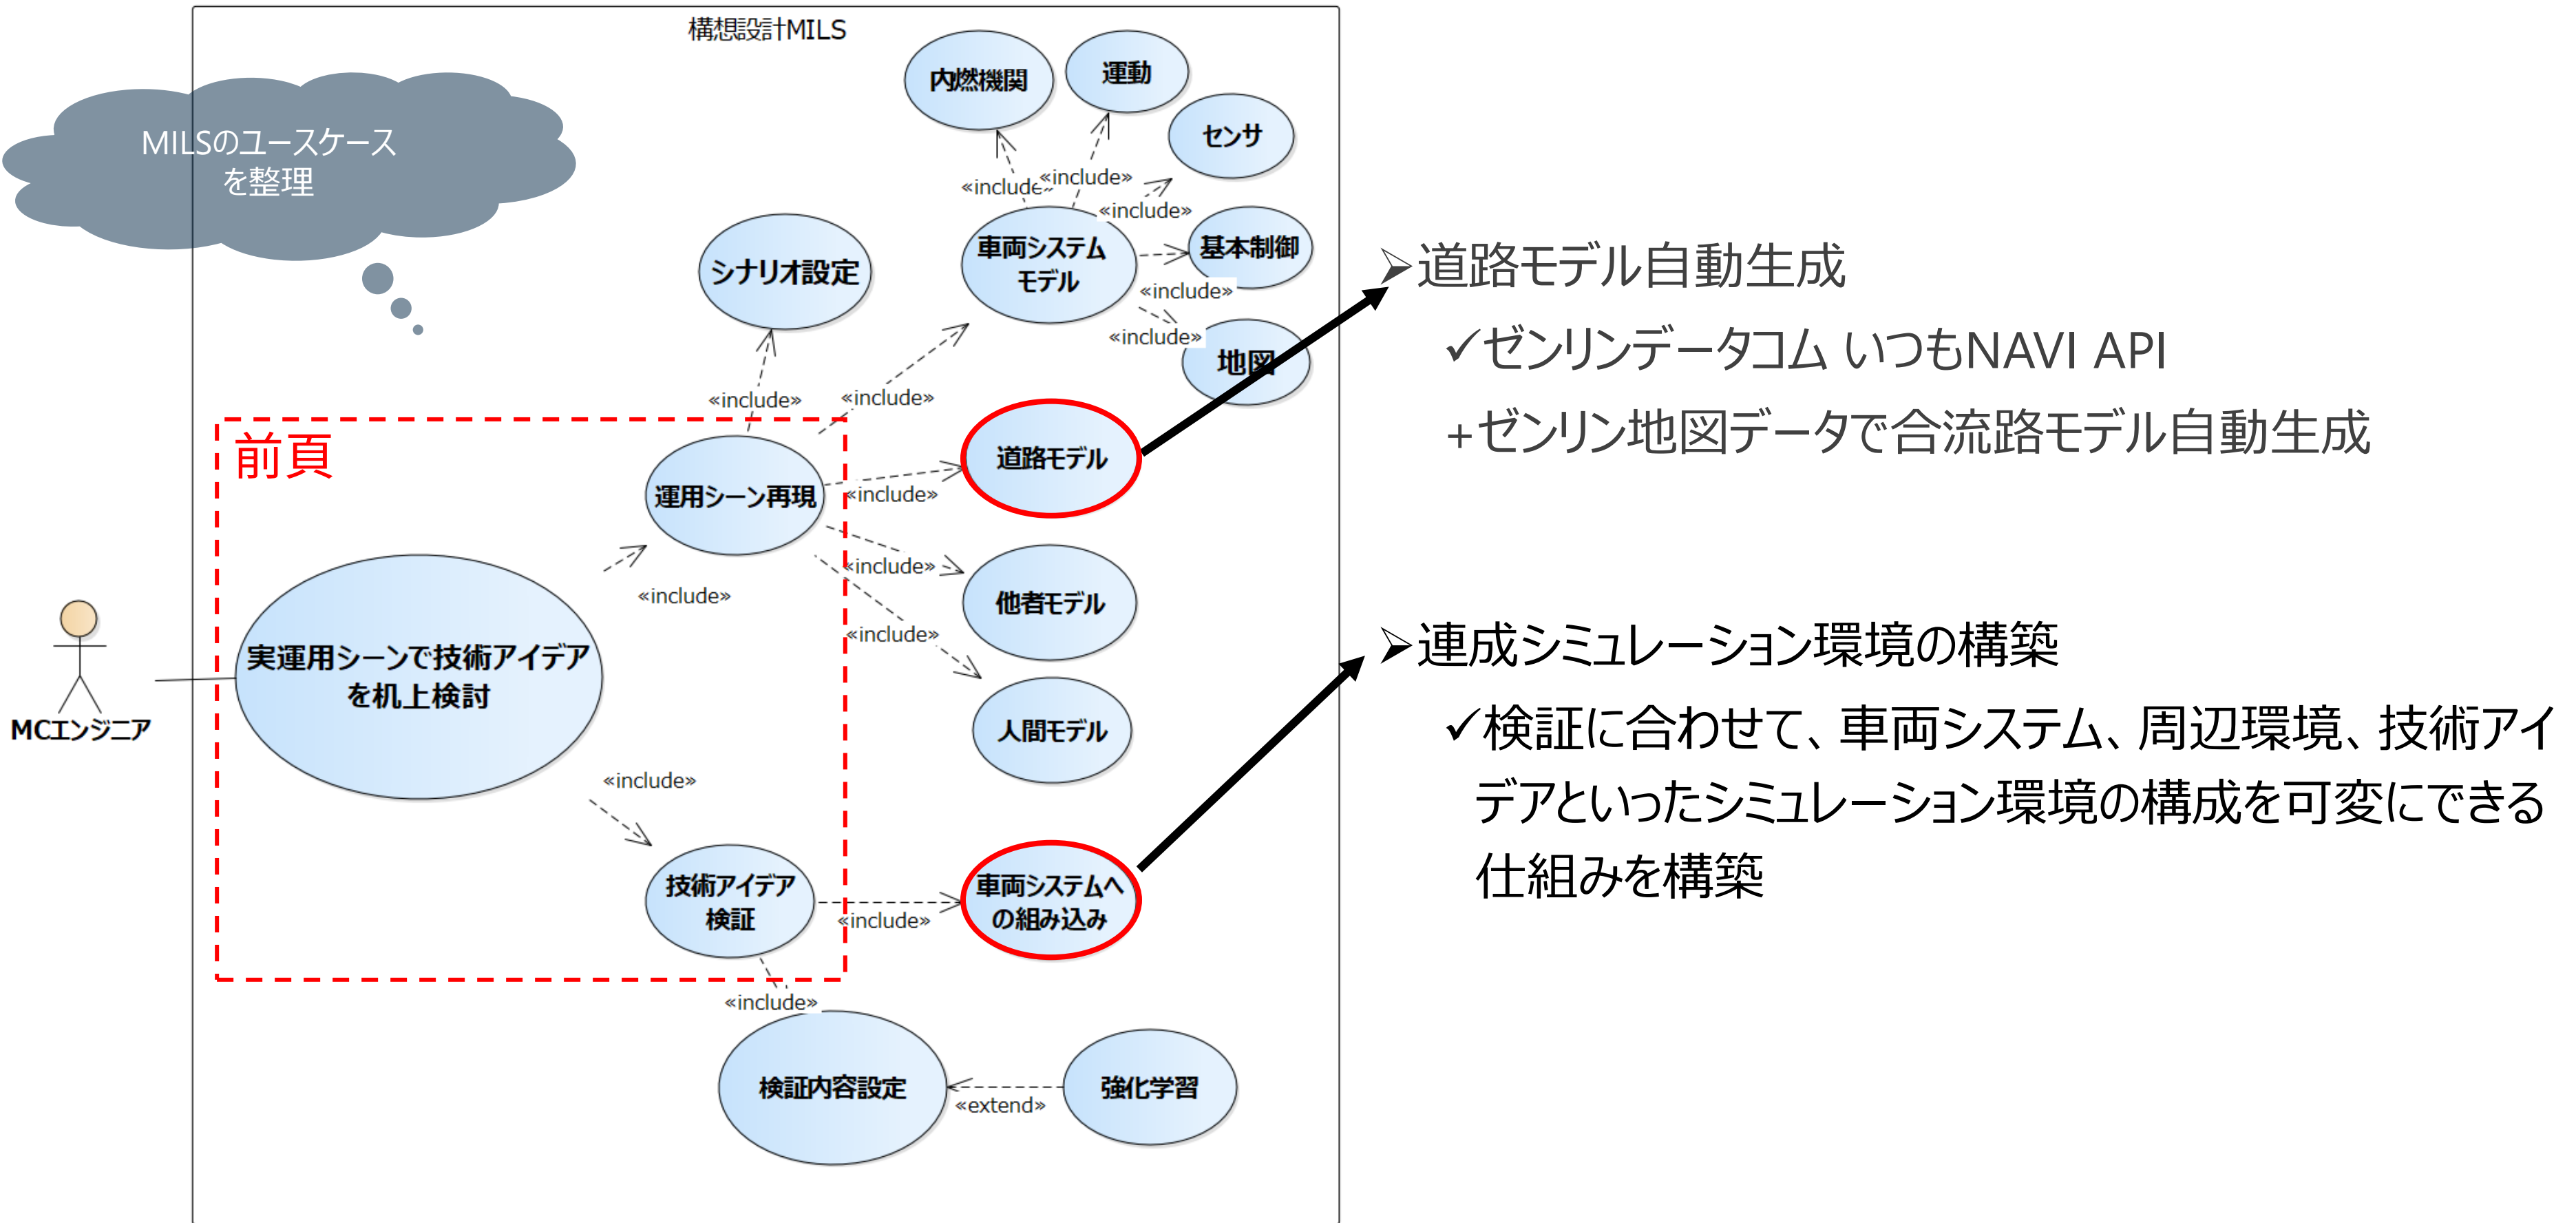 構想設計MILS
MILSのユースケース
を整理
内燃機関
運動
センサ
«include»
«include»
«include»
車両システム
モデル
基本制御
«include»
«include»
地図
シナリオ設定
«include»
«include»
前頁
運用シーン再現
«include»
道路モデル
«include»
他者モデル
«include»
人間モデル
«include»
実運用シーンで技術アイデア
を机上検討
MCエンジニア
«include»
技術アイデア
検証
«include»
車両システムへ
の組み込み
«include»
検証内容設定
«extend»
強化学習
➢道路モデル自動生成
✓ゼンリンデータコム いつもNAVI API
+ゼンリン地図データで合流路モデル自動生成
➢連成シミュレーション環境の構築
✓検証に合わせて、車両システム、周辺環境、技術アイ
デアといったシミュレーション環境の構成を可変にできる
仕組みを構築